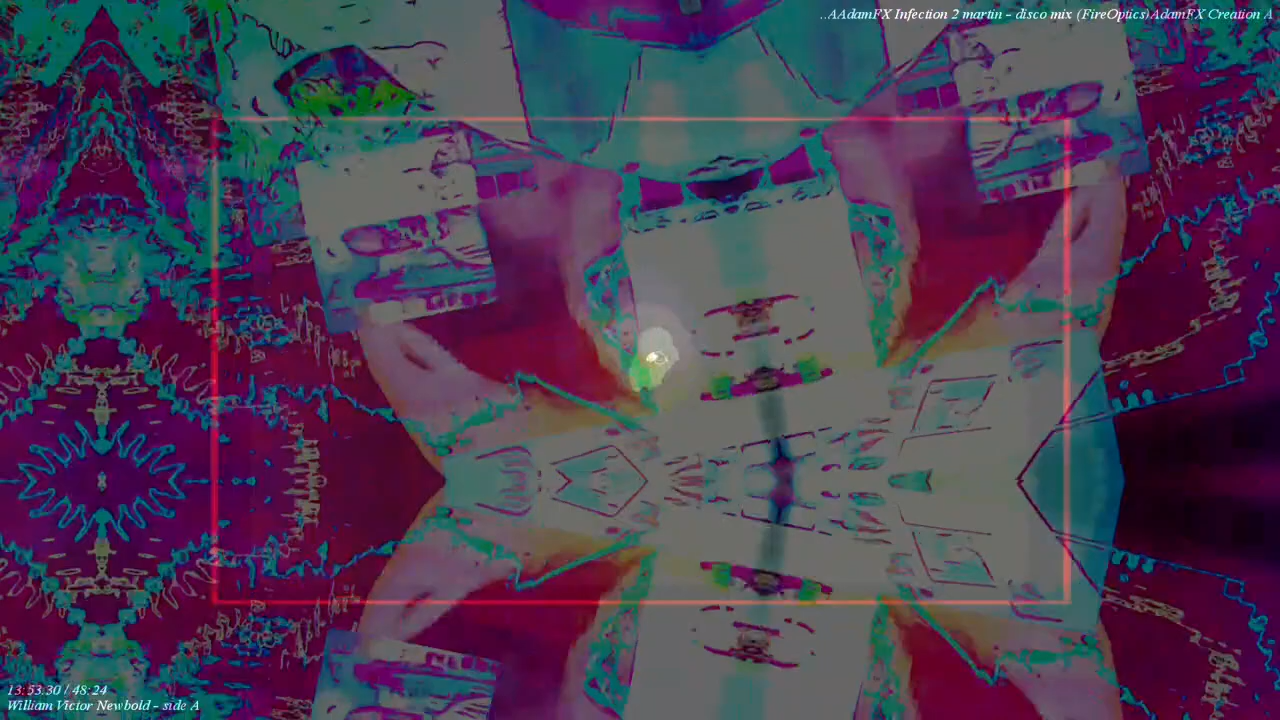 ..AAdamFX Infection 2 martin - disco mix (FireOptics)AdamFX Creation A
13:53.30 / 48:24
William Victor Newbold - side A